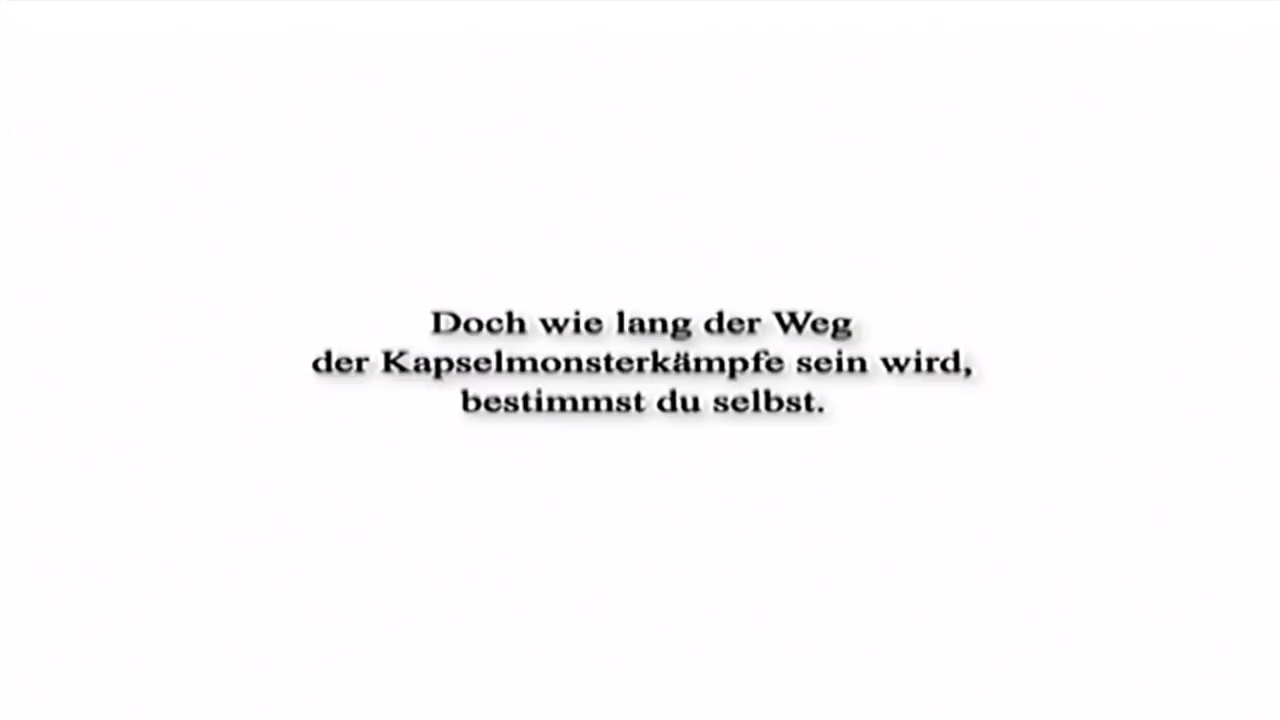 Doch wie lang der Weg
der Kapselmonsterkämpfe sein wird,
bestimmst du selbst.